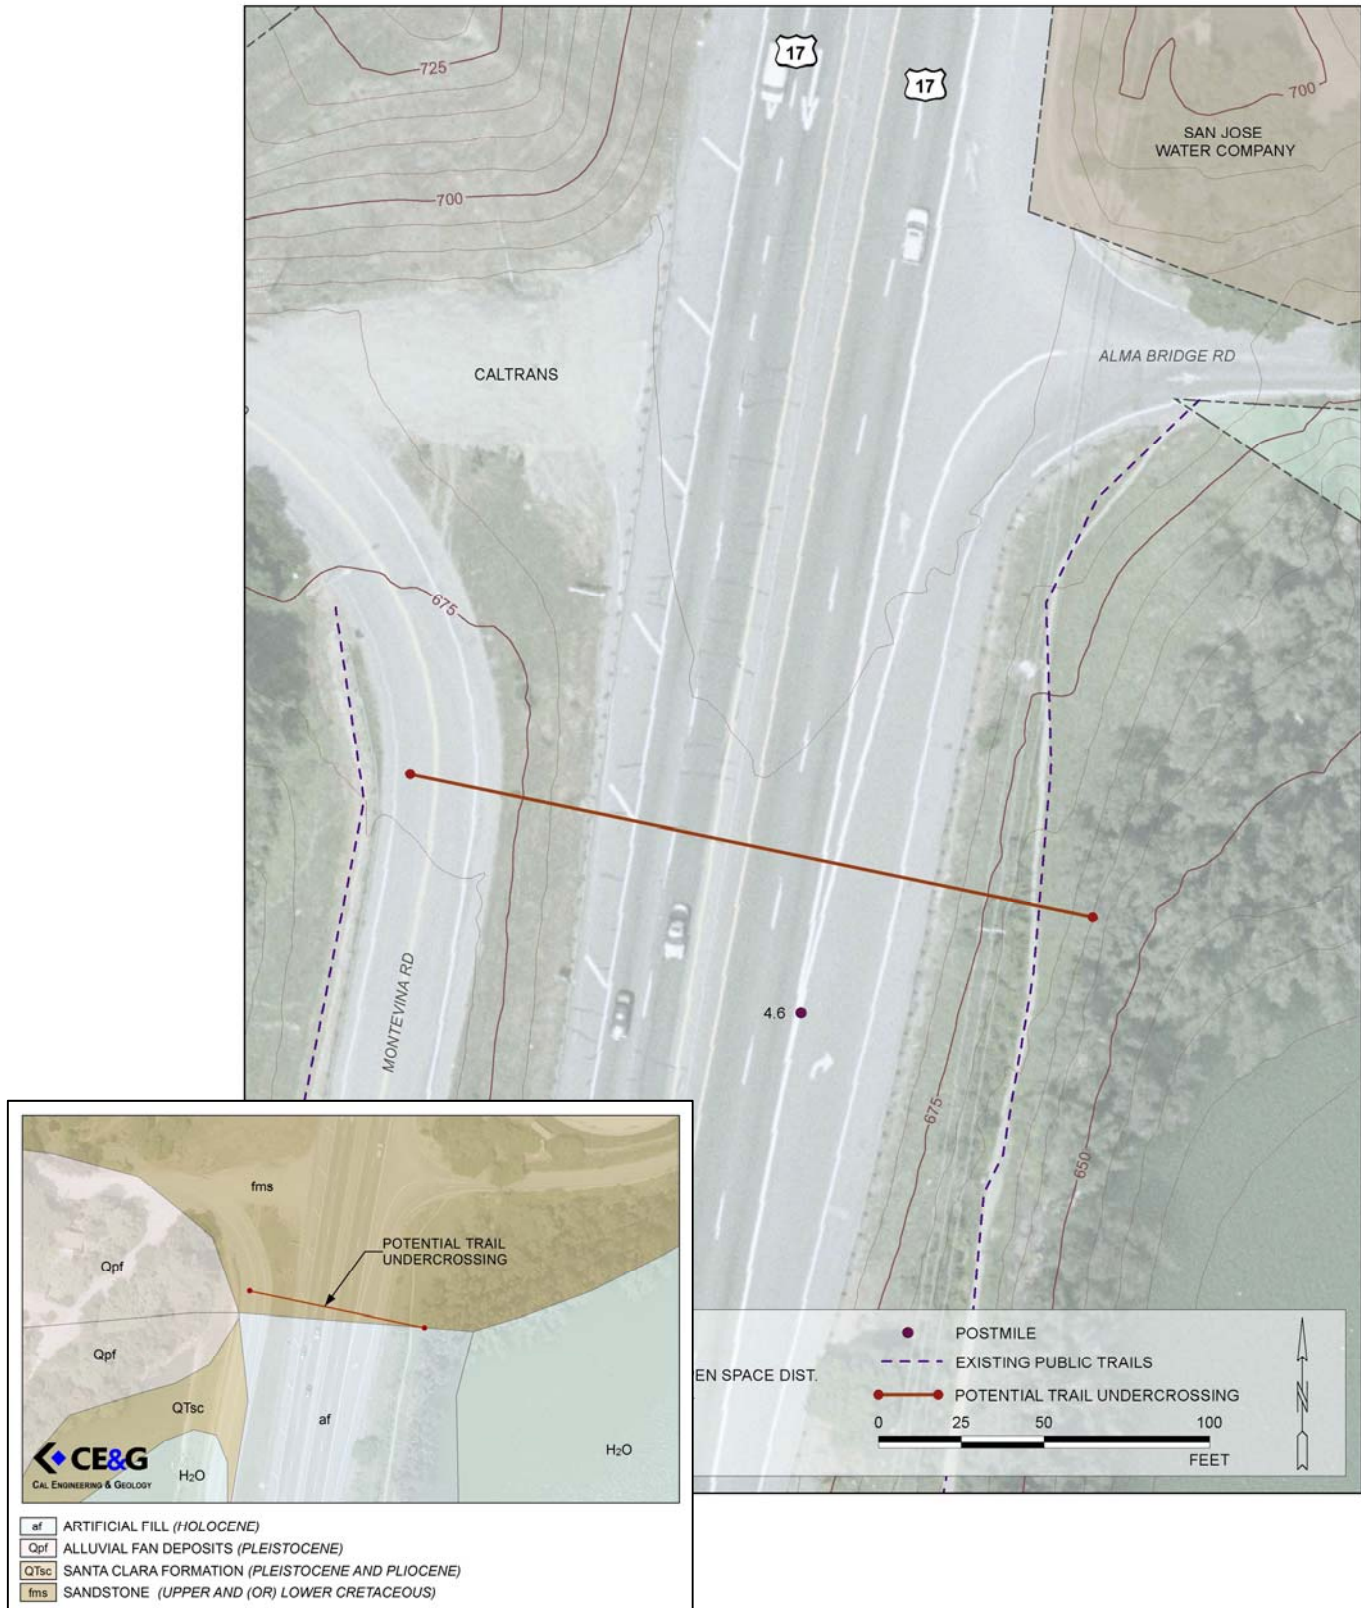 17
17
725
700
700
SAN JOSE
WATER COMPANY
ALMA BRIDGE RD
CALTRANS
675
MONTEVINA RD
4.6
675
650
fms
POTENTIAL TRAIL
UNDERCROSSING
Qpf
Qpf
QTsc
af
H₂O
H₂O
CE&G
CAL ENGINEERING & GEOLOGY
EN SPACE DIST.
POSTMILE
EXISTING PUBLIC TRAILS
POTENTIAL TRAIL UNDERCROSSING
0 25 50 100
FEET
N
af ARTIFICIAL FILL (HOLOCENE)
Qpf ALLUVIAL FAN DEPOSITS (PLEISTOCENE)
QTsc SANTA CLARA FORMATION (PLEISTOCENE AND PLIOCENE)
fms SANDSTONE (UPPER AND (OR) LOWER CRETACEOUS)